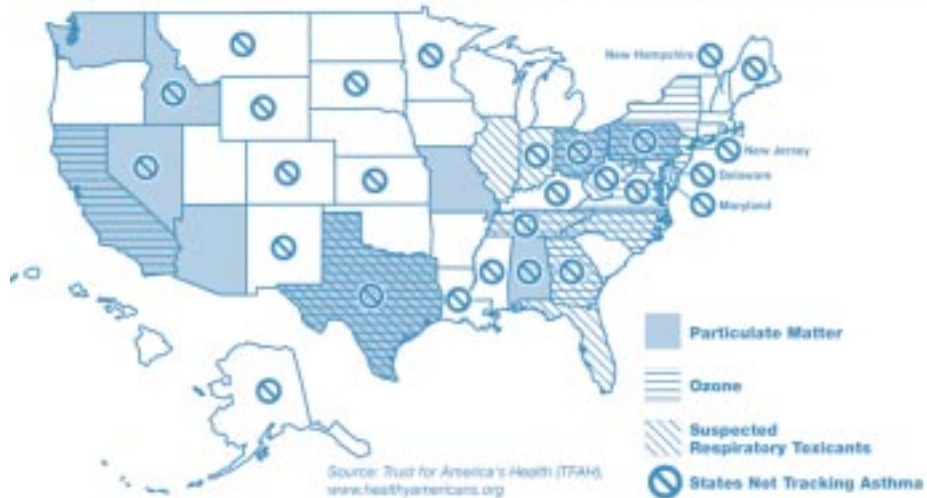 New Hampshire
New Jersey
Delaware
Maryland
Particulate Matter
Ozone
Suspected
Respiratory Toxicants
States Not Tracking Asthma
Source: Trust for America's Health (TFAH),
www.healthyamericans.org